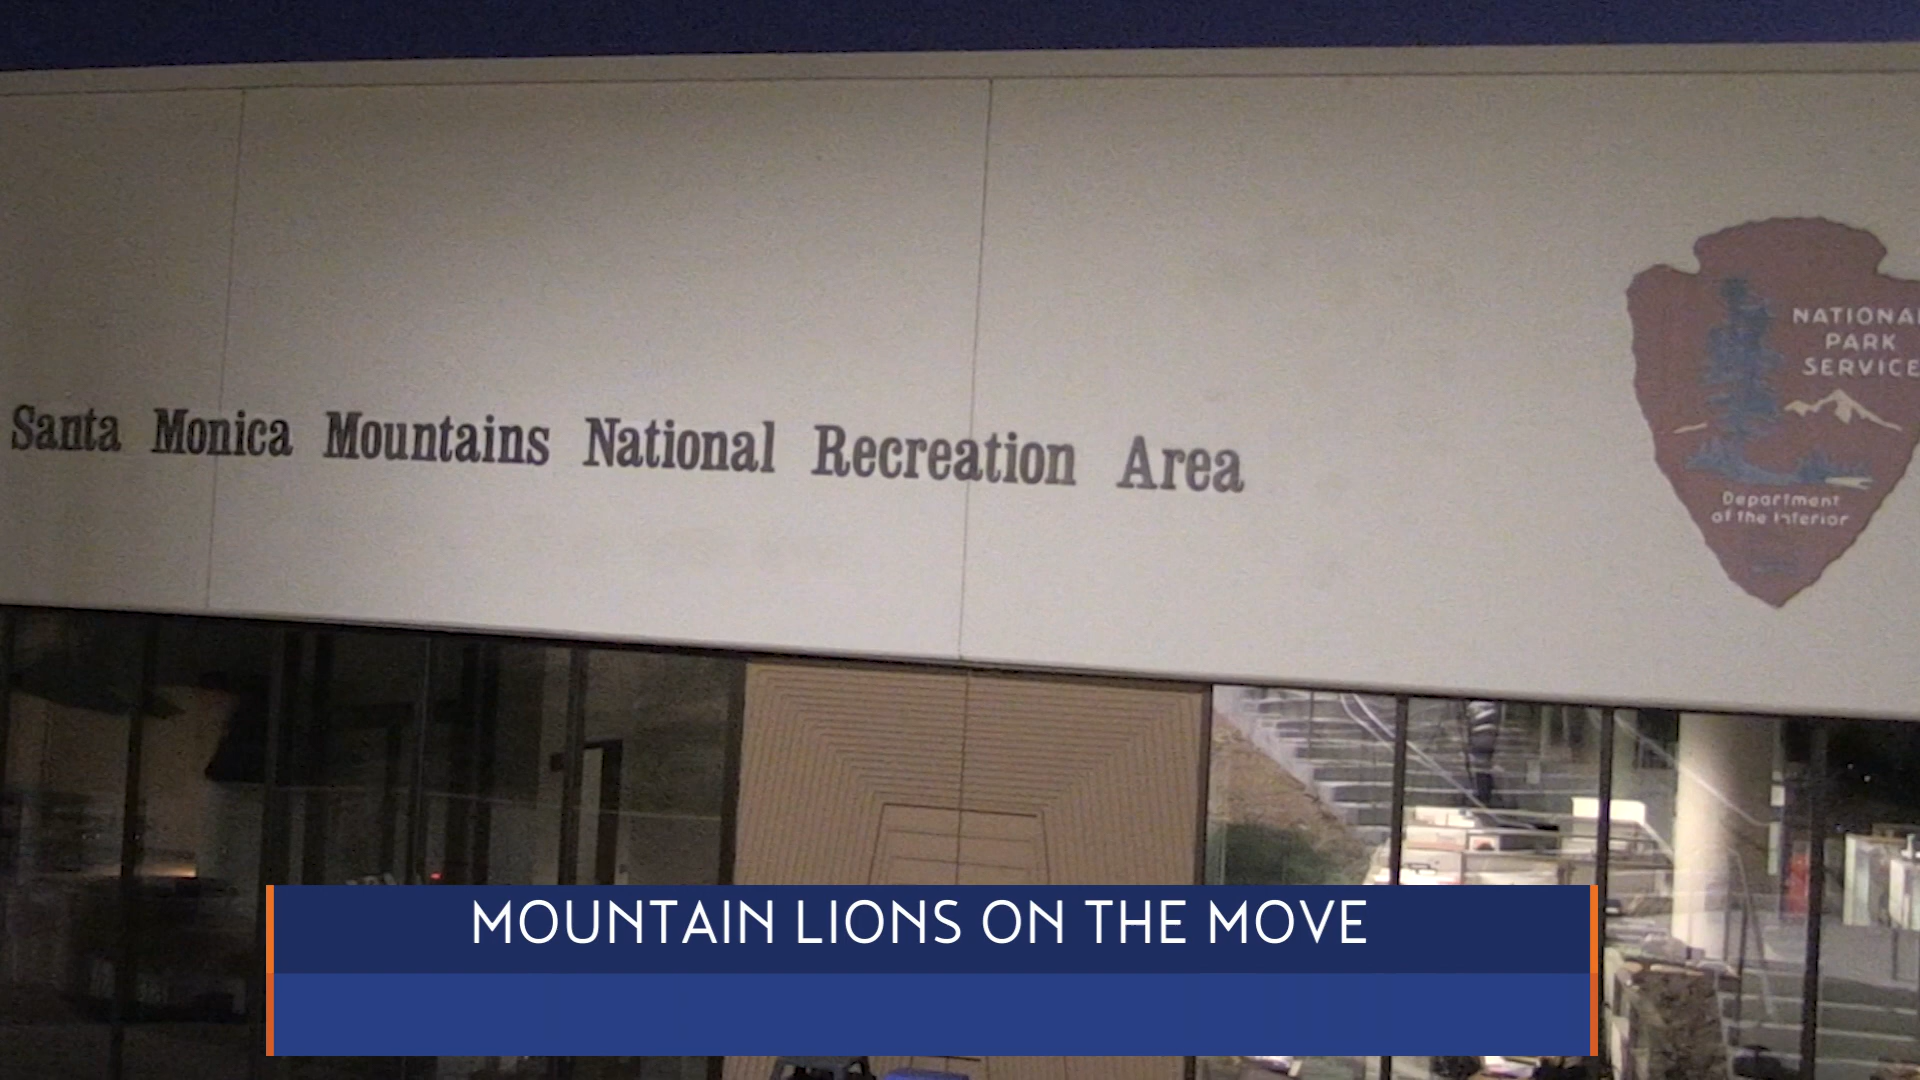 Santa Monica Mountains National Recreation Area
NATIONAL
PARK
SERVICE
Department
of the Interior
MOUNTAIN LIONS ON THE MOVE